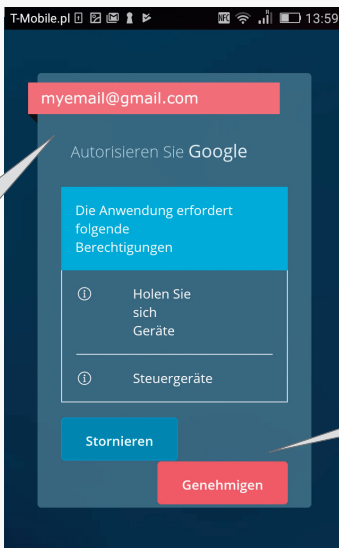 T-Mobile.pl
13:59
myemail@gmail.com
Autorisieren Sie Google
Die Anwendung erfordert
folgende
Berechtigungen
Holen Sie
sich
Geräte
Steuergeräte
Stornieren
Genehmigen